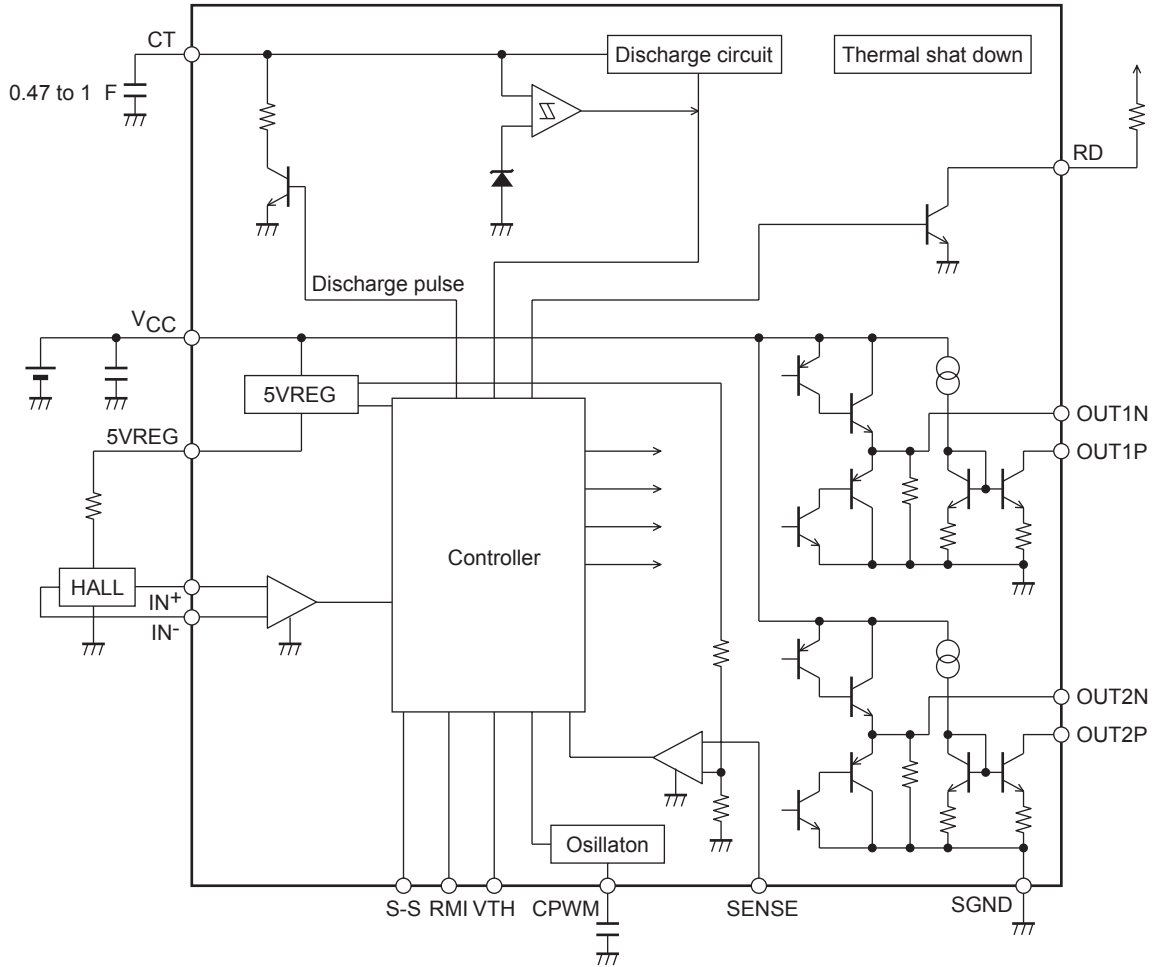 CT
Discharge circuit
Thermal shat down
0.47 to 1 F
RD
Discharge pulse
VCC
5VREG
OUT1N
5VREG
OUT1P
Controller
HALL
IN+
IN-
OUT2N
OUT2P
Osillaton
S-S RMI VTH CPWM SENSE SGND